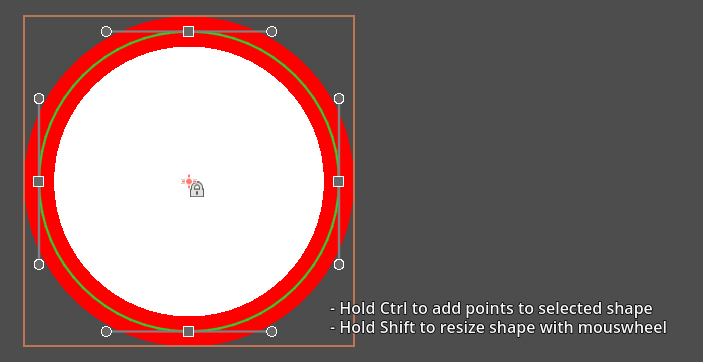 - Hold Ctrl to add points to selected shape
- Hold Shift to resize shape with mouswheel